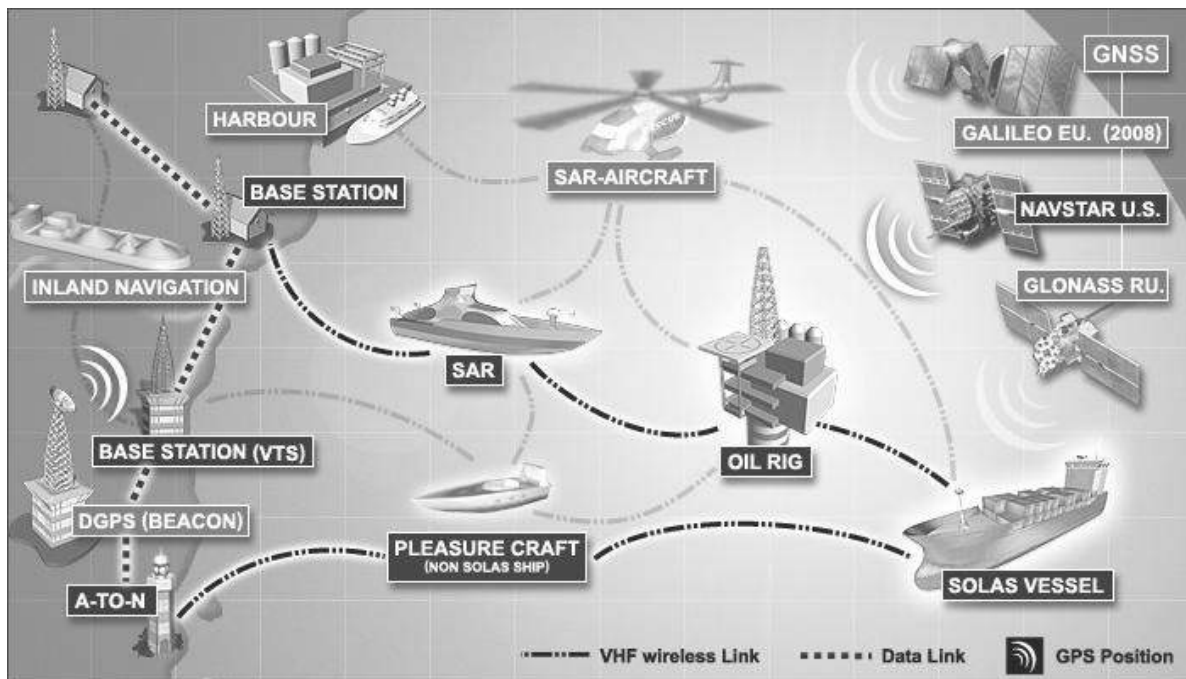 GNSS
HARBOUR
GALILEO EU. (2008)
SAR-AIRCRAFT
BASE STATION
NAVSTAR U.S.
INLAND NAVIGATION
GLONASS RU.
SAR
BASE STATION (VTS)
OIL RIG
DGPS (BEACON)
PLEASURE CRAFT
(NON SOLAS SHIP)
A-TO-N
SOLAS VESSEL
VHF wireless Link
Data Link
GPS Position